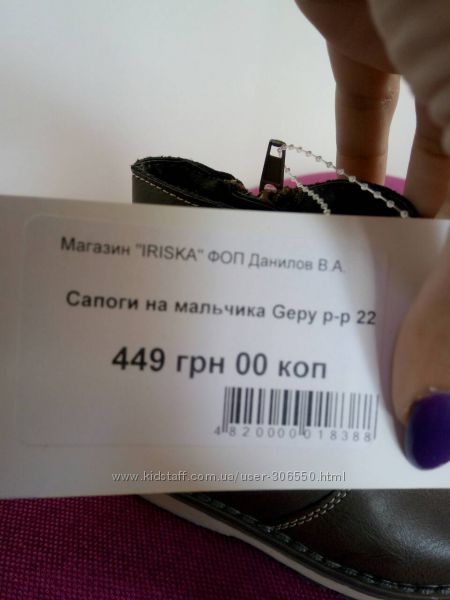 Магазин "IRISKA" ФОП Данилов В.А.
Сапоги на мальчика Gepy р-р 22
449 грн 00 коп
4820000018388
www.kidstaff.com.ua/user-306550.html